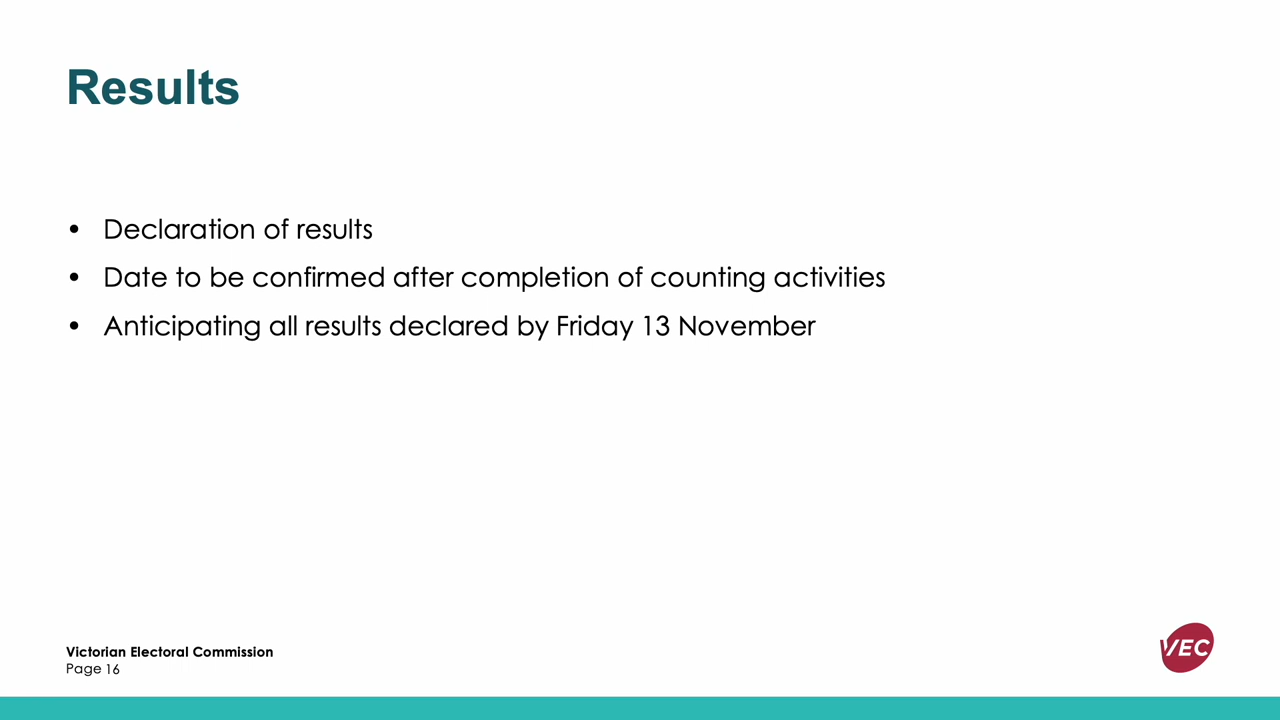 Results
• Declaration of results
• Date to be confirmed after completion of counting activities
• Anticipating all results declared by Friday 13 November
Victorian Electoral Commission
Page 16
VEC